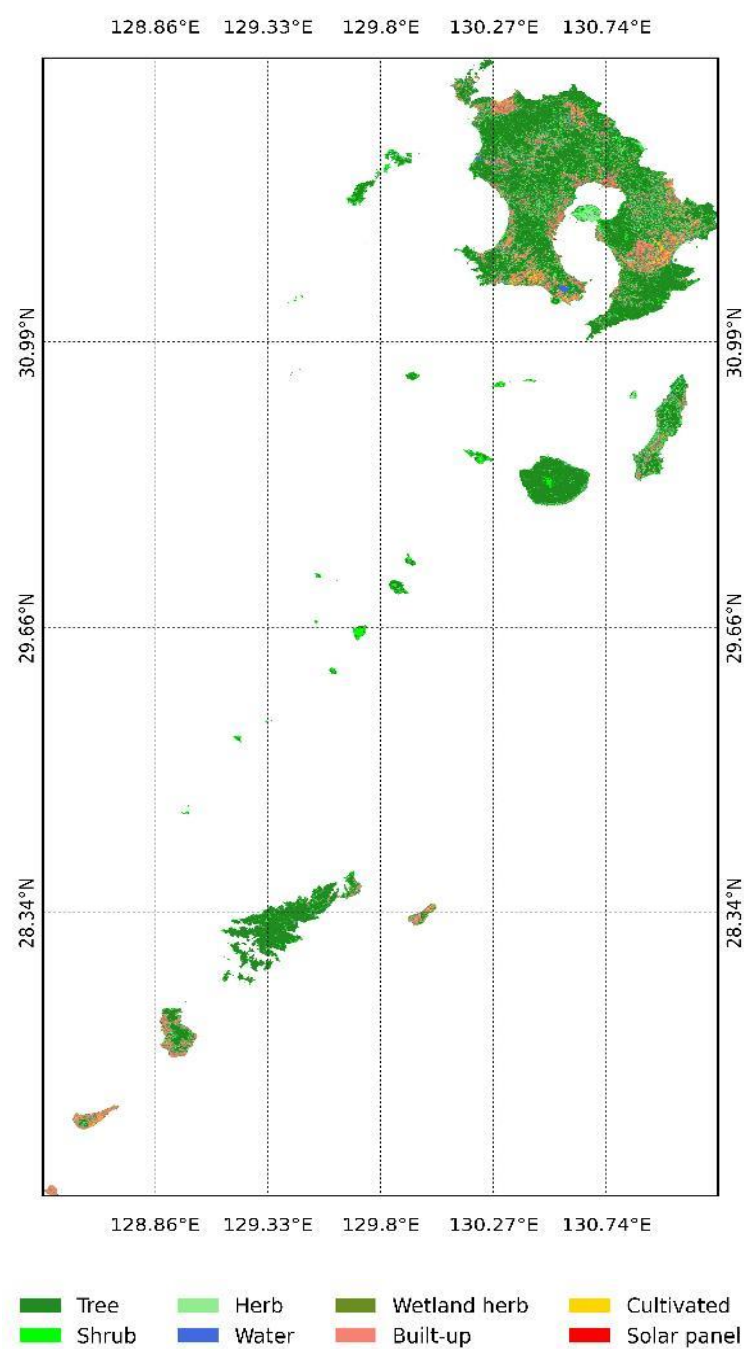 128.86°E 129.33°E 129.8°E 130.27°E 130.74°E
30.99°N 30.99°N
29.66°N 29.66°N
28.34°N 28.34°N
128.86°E 129.33°E 129.8°E 130.27°E 130.74°E
Tree Herb Wetland herb Cultivated
Shrub Water Built-up Solar panel